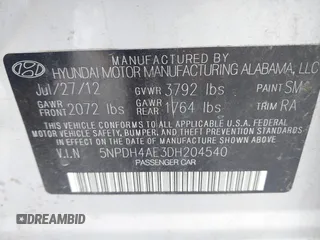 MANUFACTURED BY
HYUNDAI MOTOR MANUFACTURING ALABAMA, LLC
Jul/27/12 GVWR 3792 lbs PAINT SM
GAWR FRONT 2072 lbs GAWR REAR 1764 lbs TRIM RA
THIS VEHICLE CONFORMS TO ALL APPLICABLE FEDERAL MOTOR VEHICLE
SAFETY, BUMPER, AND THEFT PREVENTION STANDARDS
IN EFFECT ON THE DATE OF MANUFACTURE SHOWN ABOVE.
V.I.N 5NPDH4AE3DH204540
PASSENGER CAR
DEALERBID.COM